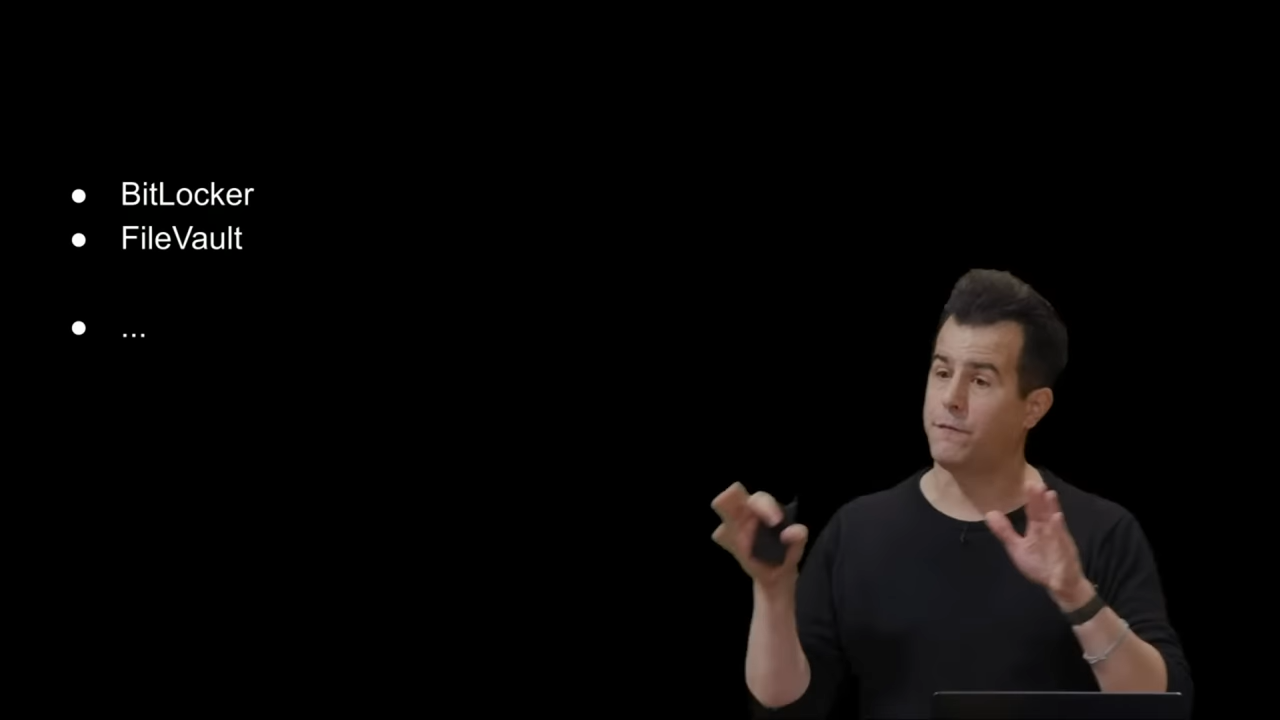 ● BitLocker
● FileVault
● ...